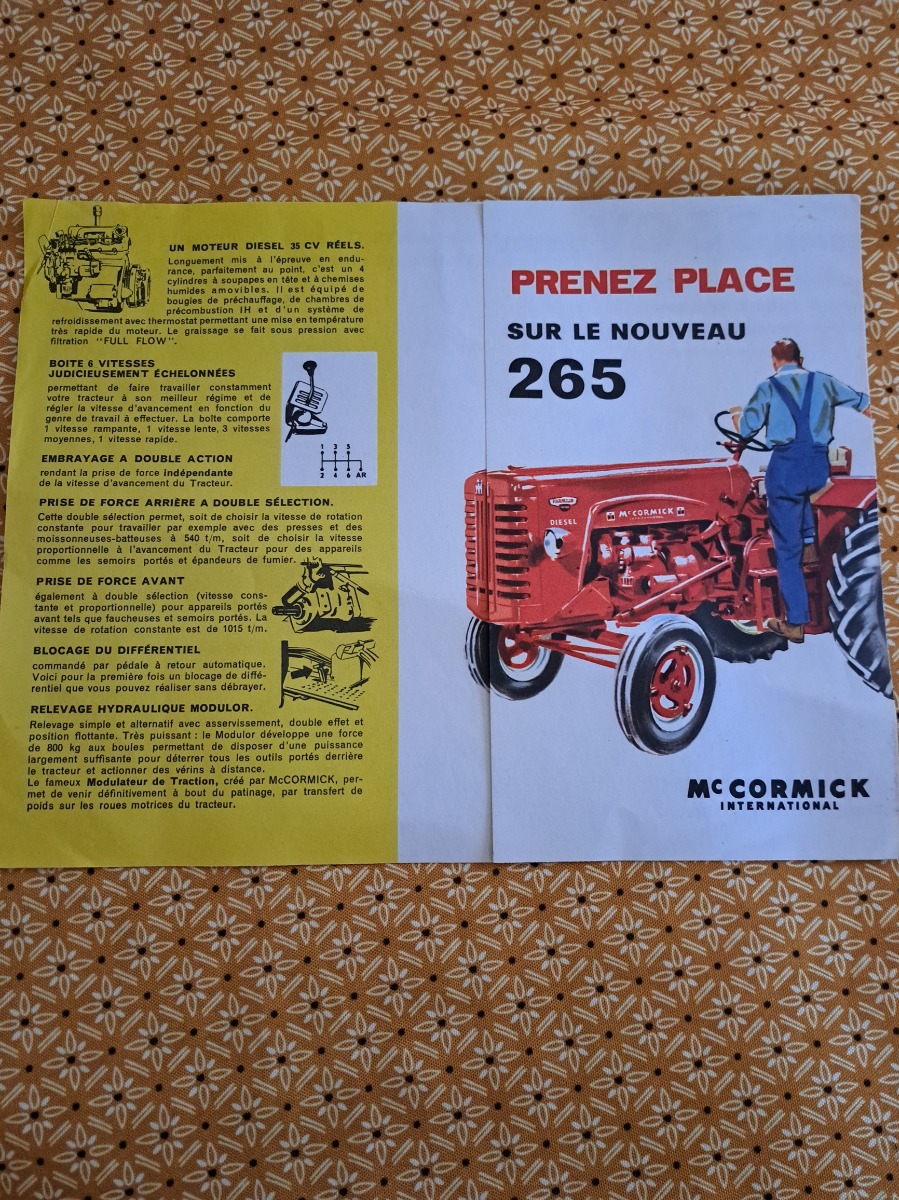 UN MOTEUR DIESEL 35 CV RÉELS.
Longuement mis à l'épreuve en endu-
rance, parfaitement au point, c'est un 4
cylindres à soupapes en tête et à chemises
humides amovibles. Il est équipé de
bougies de préchauffage, de chambres de
précombustion IH et d'un système de
refroidissement avec thermostat permettant une mise en température
très rapide du moteur. Le graissage se fait sous pression avec
filtration "FULL FLOW".
BOITE 6 VITESSES
JUDICIEUSEMENT ÉCHELONNÉES
permettant de faire travailler constamment
votre tracteur à son meilleur régime et de
régler la vitesse d'avancement en fonction du
genre de travail à effectuer. La boîte comporte
1 vitesse rampante, 1 vitesse lente, 3 vitesses
moyennes, 1 vitesse rapide.
1 3 5
2 4 6 AR
EMBRAYAGE A DOUBLE ACTION
rendant la prise de force indépendante
de la vitesse d'avancement du Tracteur.
PRISE DE FORCE ARRIÈRE A DOUBLE SÉLECTION.
Cette double sélection permet, soit de choisir la vitesse de rotation
constante pour travailler par exemple avec des presses et des
moissonneuses-batteuses à 540 t/m, soit de choisir la vitesse
proportionnelle à l'avancement du Tracteur pour des appareils
comme les semoirs portés et épandeurs de fumier.
PRISE DE FORCE AVANT
également à double sélection (vitesse cons-
tante et proportionnelle) pour appareils portés
avant tels que faucheuses et semoirs portés. La
vitesse de rotation constante est de 1015 t/m.
BLOCAGE DU DIFFÉRENTIEL
commandé par pédale à retour automatique.
Voici pour la première fois un blocage de diffé-
rentiel que vous pouvez réaliser sans débrayer.
RELEVAGE HYDRAULIQUE MODULOR.
Relevage simple et alternatif avec asservissement, double effet et
position flottante. Très puissant : le Modulor développe une force
de 800 kg aux boules permettant de disposer d'une puissance
largement suffisante pour déterrer tous les outils portés derrière
le tracteur et actionner des vérins à distance.
Le fameux Modulateur de Traction, créé par McCORMICK, per-
met de venir définitivement à bout du patinage, par transfert de
poids sur les roues motrices du tracteur.
PRENEZ PLACE
SUR LE NOUVEAU
265
FARMALL
DIESEL
McCORMICK
INTERNATIONAL
McCORMICK
INTERNATIONAL